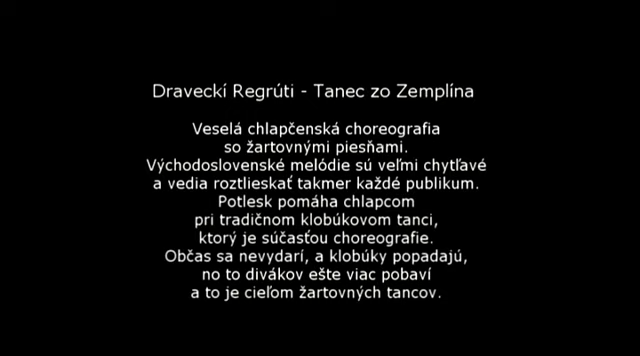 Draveckí Regrúti - Tanec zo Zemplína
Veselá chlapčenská choreografia
so žartovnými piesňami.
Východoslovenské melódie sú veľmi chytľavé
a vedia roztlieskať takmer každé publikum.
Potlesk pomáha chlapcom
pri tradičnom klobúkovom tanci,
ktorý je súčasťou choreografie.
Občas sa nevydarí, a klobúky popadajú,
no to divákov ešte viac pobaví
a to je cieľom žartovných tancov.